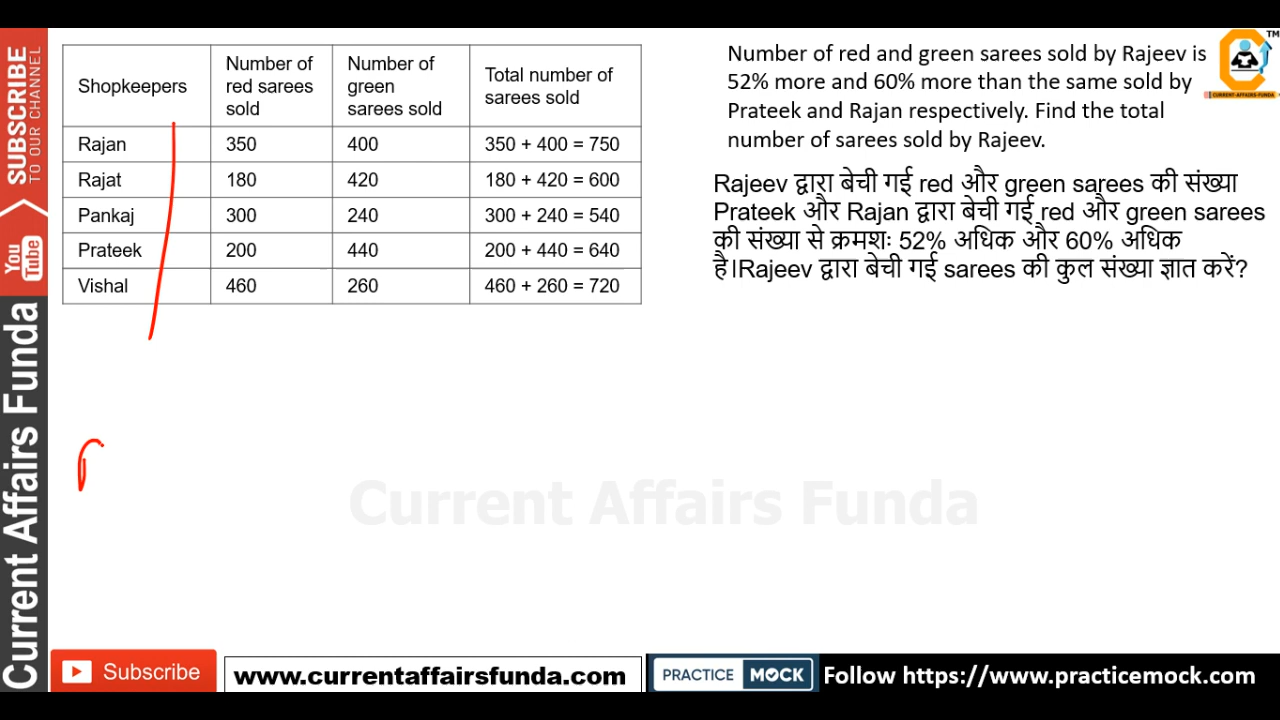 SUBSCRIBE
TO OUR CHANNEL
You
Tube
Current Affairs Funda
Shopkeepers
Number of
red sarees
sold
Number of
green
sarees sold
Total number of
sarees sold
Rajan 350 400 350 + 400 = 750
Rajat 180 420 180 + 420 = 600
Pankaj 300 240 300 + 240 = 540
Prateek 200 440 200 + 440 = 640
Vishal 460 260 460 + 260 = 720
Number of red and green sarees sold by Rajeev is
52% more and 60% more than the same sold by
Prateek and Rajan respectively. Find the total
number of sarees sold by Rajeev.
Rajeev द्वारा बेची गई red और green sarees की संख्या
Prateek और Rajan द्वारा बेची गई red और green sarees
की संख्या से क्रमशः 52% अधिक और 60% अधिक
है।Rajeev द्वारा बेची गई sarees की कुल संख्या ज्ञात करें?
TM
CURRENT-AFFAIRS-FUNDA
Current Affairs Funda
Subscribe
www.currentaffairsfunda.com
PRACTICE MOCK
Follow https://www.practicemock.com